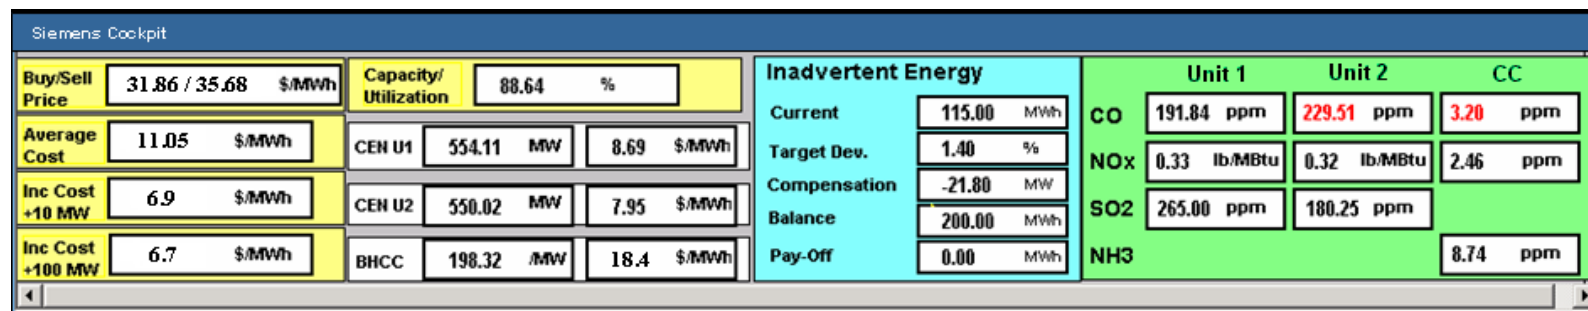 Siemens Cockpit
Buy/Sell Price 31.86 / 35.68 $/MWh
Average Cost 11.05 $/MWh
Inc Cost +10 MW 6.9 $/MWh
Inc Cost +100 MW 6.7 $/MWh
Capacity/ Utilization 88.64 %
CEN U1 554.11 MW 8.69 $/MWh
CEN U2 550.02 MW 7.95 $/MWh
BHCC 198.32 /MW 18.4 $/MWh
Inadvertent Energy
Current 115.00 MWh
Target Dev. 1.40 %
Compensation -21.80 MW
Balance 200.00 MWh
Pay-Off 0.00 MWh
Unit 1 Unit 2 CC
CO 191.84 ppm 229.51 ppm 3.20 ppm
NOx 0.33 lb/MBtu 0.32 lb/MBtu 2.46 ppm
SO2 265.00 ppm 180.25 ppm
NH3 8.74 ppm